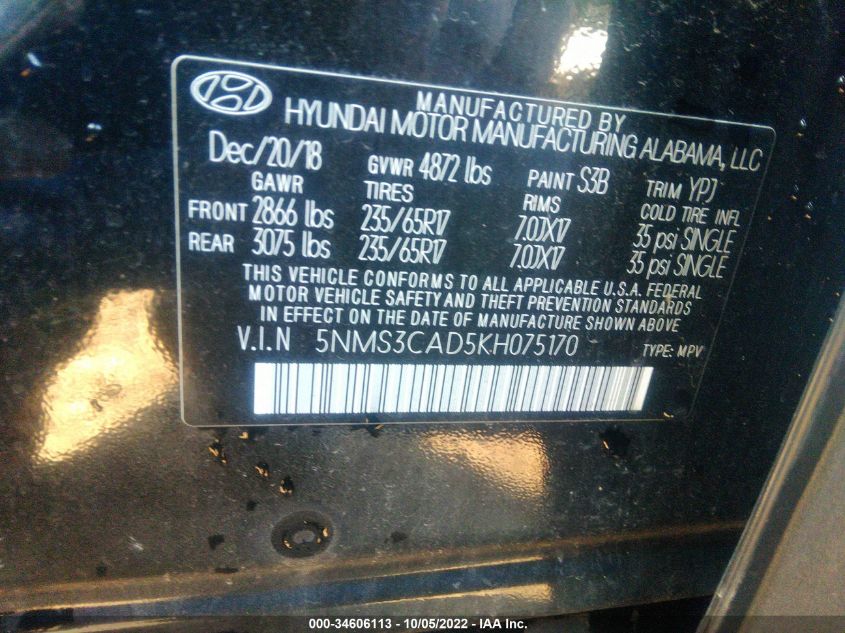 MANUFACTURED BY
HYUNDAI MOTOR MANUFACTURING ALABAMA, LLC
Dec/20/18 GVWR 4872 lbs PAINT S3B TRIM YPJ
GAWR TIRES RIMS COLD TIRE INFL
FRONT 2866 lbs 235/65R17 7.0JX17 35 psi SINGLE
REAR 3075 lbs 235/65R17 7.0JX17 35 psi SINGLE
THIS VEHICLE CONFORMS TO ALL APPLICABLE U.S.A. FEDERAL
MOTOR VEHICLE SAFETY AND THEFT PREVENTION STANDARDS
IN EFFECT ON THE DATE OF MANUFACTURE SHOWN ABOVE
V.I.N 5NMS3CAD5KH075170 TYPE: MPV
000-34606113 - 10/05/2022 - IAA Inc.